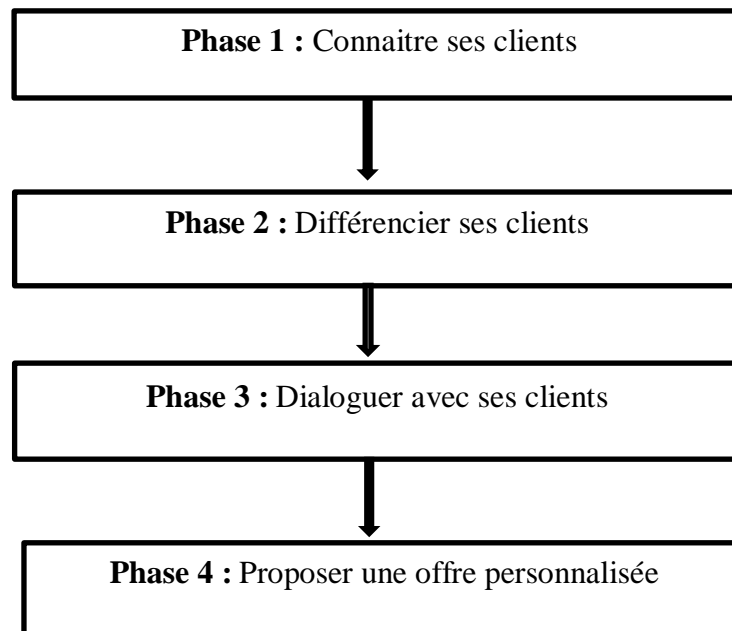 Phase 1 : Connaitre ses clients
Phase 2 : Différencier ses clients
Phase 3 : Dialoguer avec ses clients
Phase 4 : Proposer une offre personnalisée